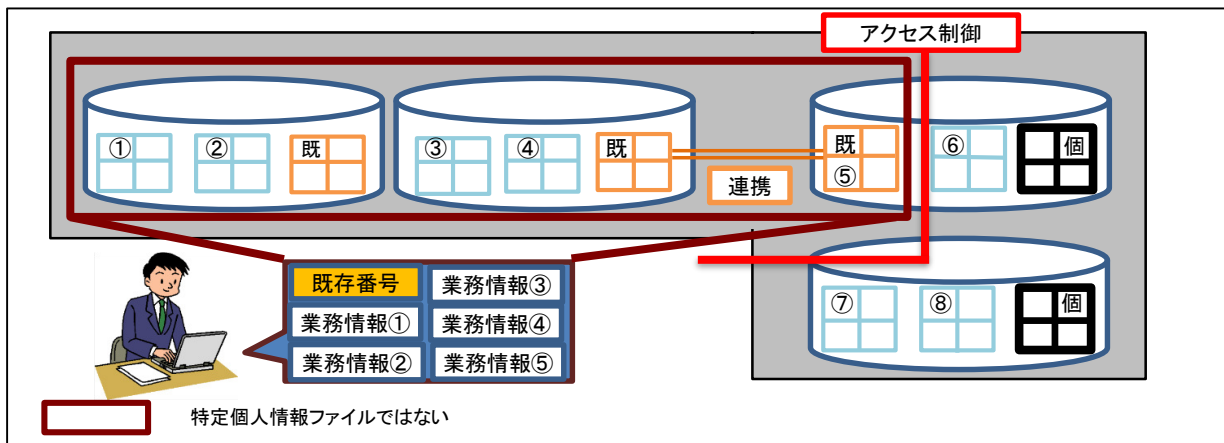 アクセス制御
① ② 既 ③ ④ 既 既 ⑥ 個
⑤
連携
既存番号 業務情報③
業務情報① 業務情報④
業務情報② 業務情報⑤
⑦ ⑧ 個
特定個人情報ファイルではない